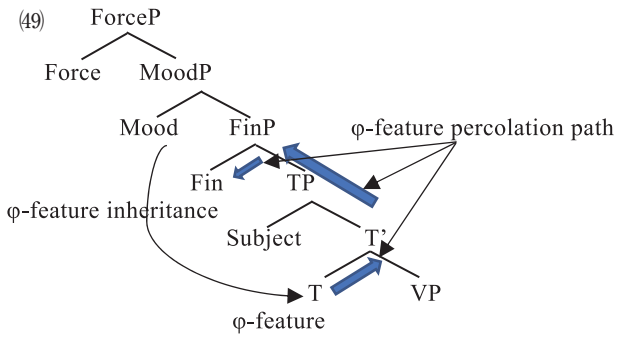 (49)
ForceP
Force MoodP
Mood FinP
φ-feature percolation path
Fin TP
φ-feature inheritance
Subject T’
T VP
φ-feature